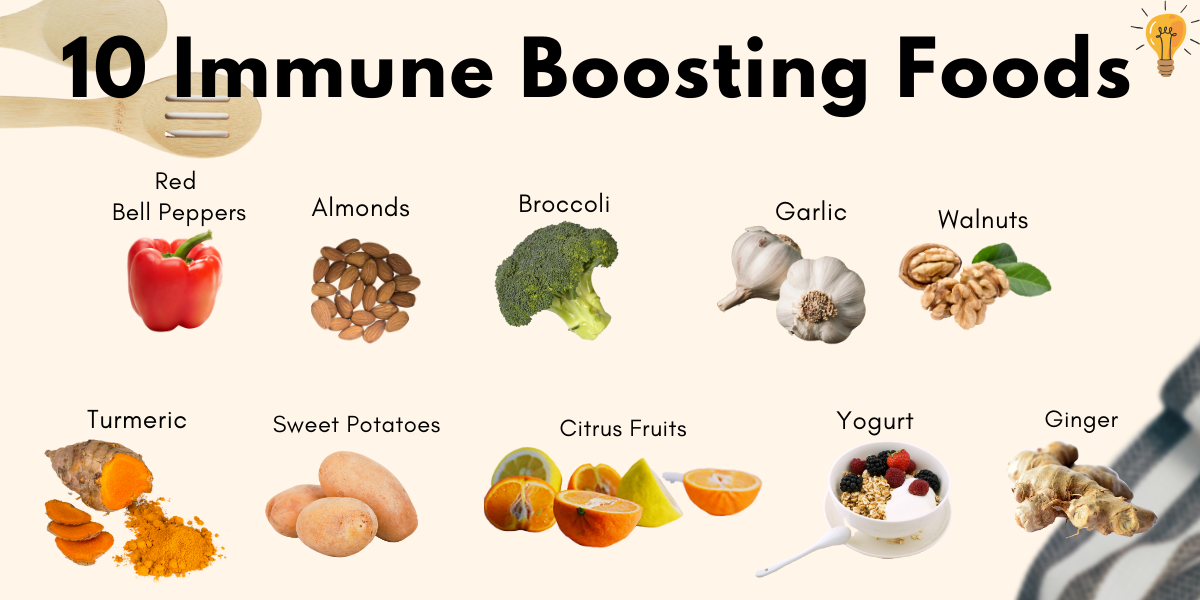 10 Immune Boosting Foods
Red
Bell Peppers
Almonds
Broccoli
Garlic
Walnuts
Turmeric
Sweet Potatoes
Citrus Fruits
Yogurt
Ginger